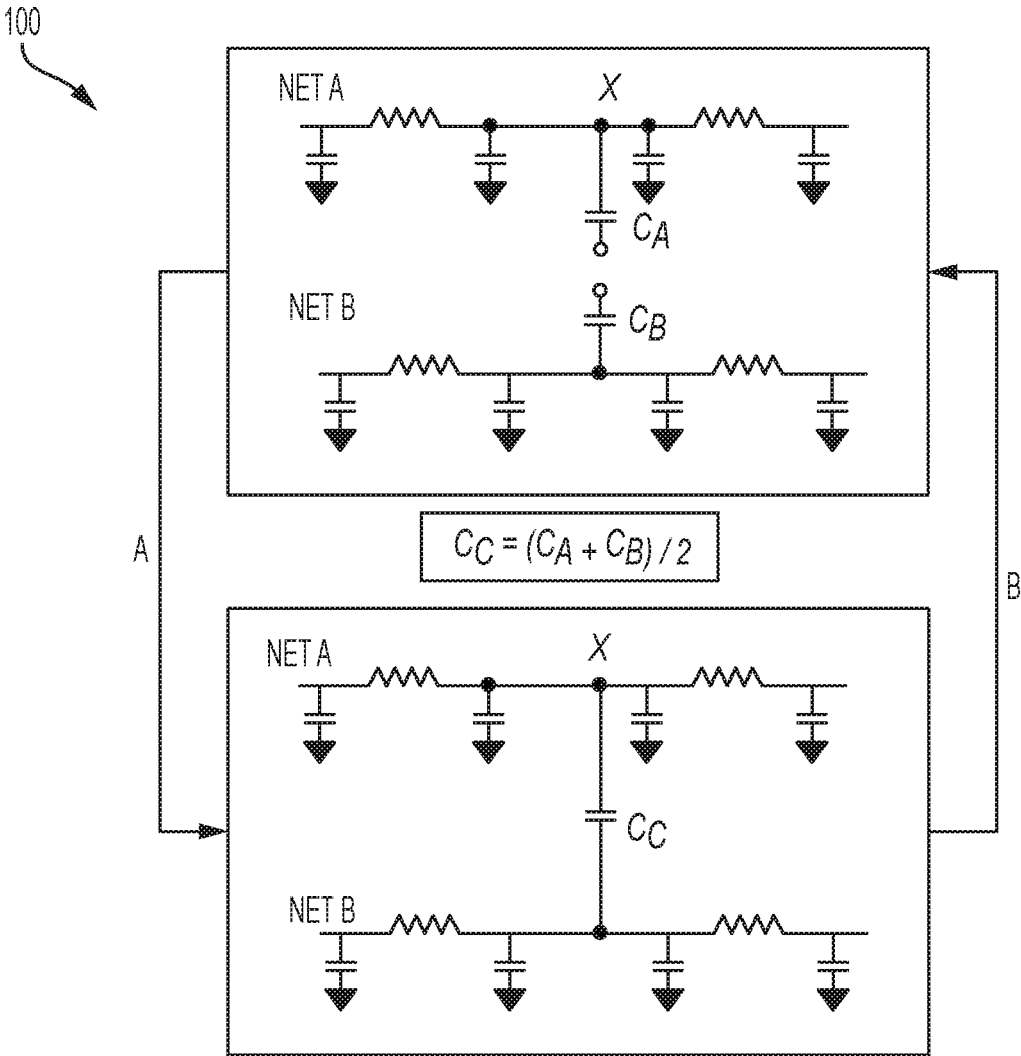 100
NET A
X
C_A
NET B
C_B
A
C_C = (C_A + C_B) / 2
B
NET A
X
C_C
NET B